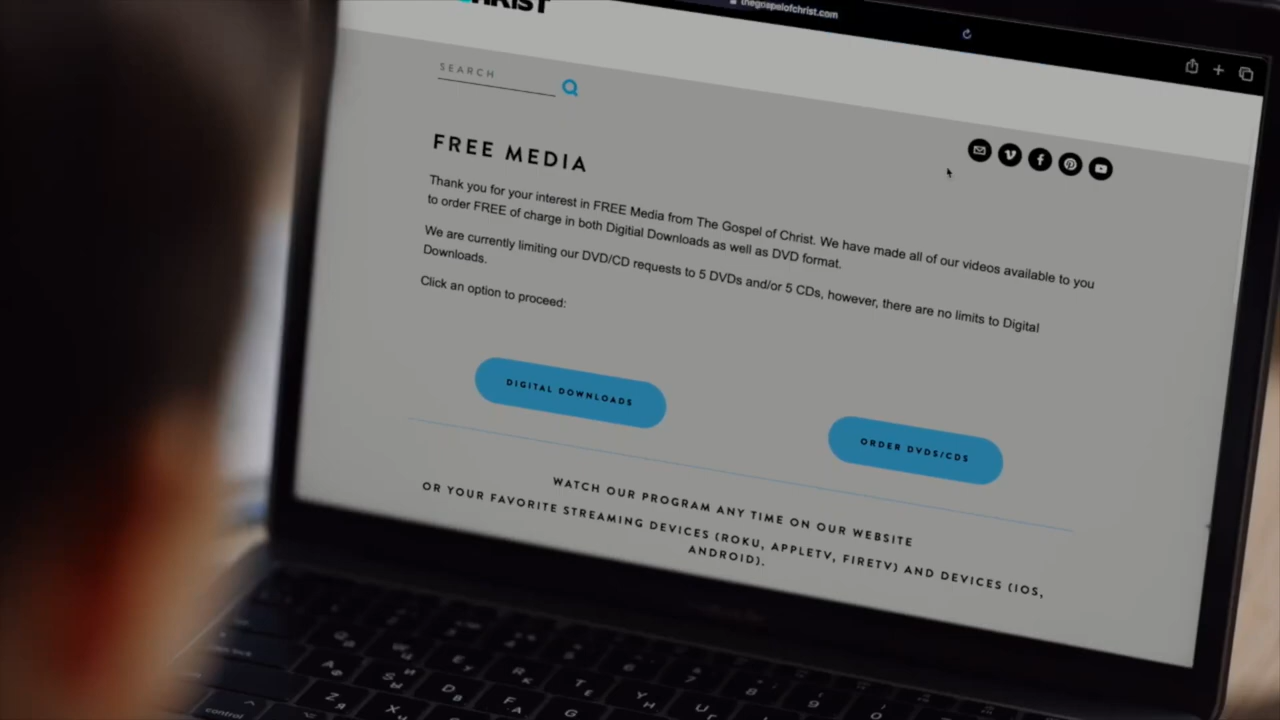 thegospelofchrist.com
SEARCH
FREE MEDIA
Thank you for your interest in FREE Media from The Gospel of Christ. We have made all of our videos available to you
to order FREE of charge in both Digitial Downloads as well as DVD format.
We are currently limiting our DVD/CD requests to 5 DVDs and/or 5 CDs, however, there are no limits to Digital
Downloads.
Click an option to proceed:
DIGITAL DOWNLOADS
ORDER DVDS/CDS
WATCH OUR PROGRAM ANY TIME ON OUR WEBSITE
OR YOUR FAVORITE STREAMING DEVICES (ROKU, APPLETV, FIRETV) AND DEVICES (IOS,
ANDROID).
control